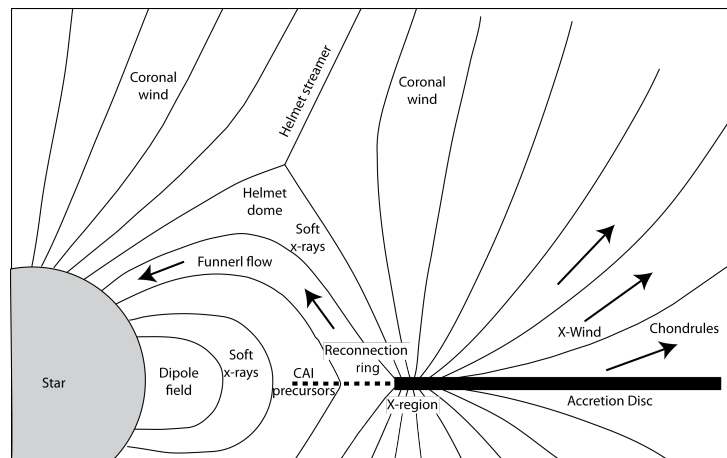 Coronal
wind
Helmet streamer
Coronal
wind
Helmet
dome
Soft
x-rays
Funnerl flow
X-Wind
Chondrules
Reconnection
ring
Star
Dipole
field
Soft
x-rays
CAI
precursors
X-region
Accretion Disc